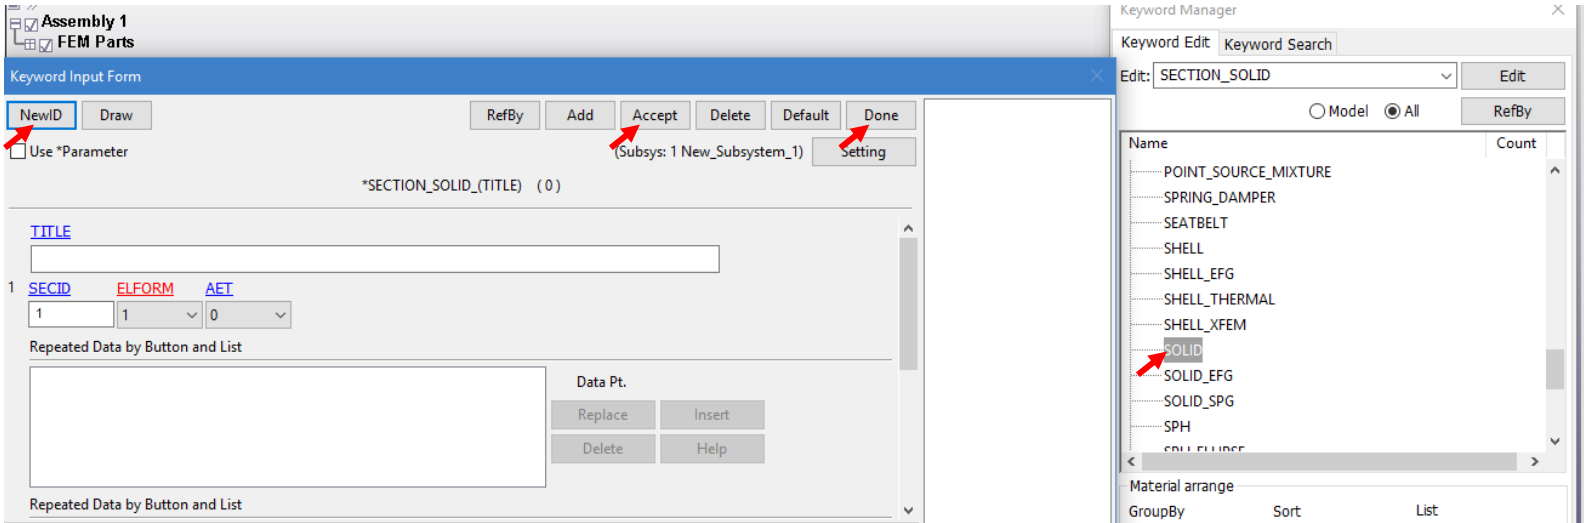 Assembly 1
FEM Parts
Keyword Input Form
NewID Draw RefBy Add Accept Delete Default Done
Use *Parameter (Subsys: 1 New_Subsystem_1) Setting
*SECTION_SOLID_(TITLE) ( 0 )
TITLE
1 SECID ELFORM AET
1 1 0
Repeated Data by Button and List
Data Pt.
Replace Insert
Delete Help
Repeated Data by Button and List
Keyword Manager
Keyword Edit Keyword Search
Edit: SECTION_SOLID Edit
Model All RefBy
Name Count
POINT_SOURCE_MIXTURE
SPRING_DAMPER
SEATBELT
SHELL
SHELL_EFG
SHELL_THERMAL
SHELL_XFEM
SOLID
SOLID_EFG
SOLID_SPG
SPH
SPH_ELLIPSE
Material arrange
GroupBy Sort List